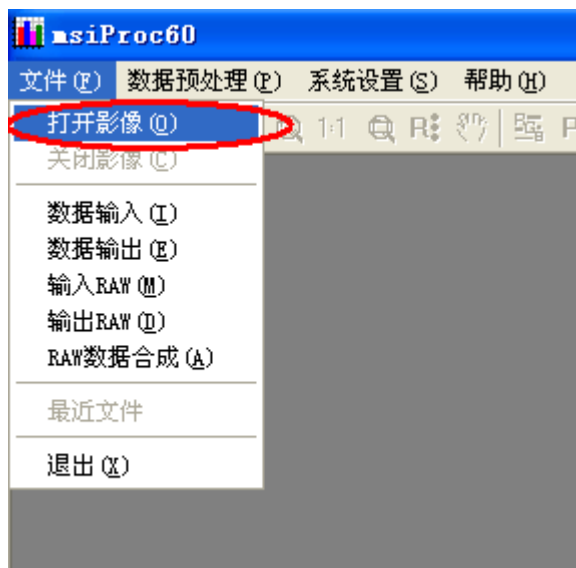 msiProc60
文件(F) 数据预处理(P) 系统设置(S) 帮助(H)
打开影像(O) 1:1 R
关闭影像(C)
数据输入(I)
数据输出(E)
输入RAW(M)
输出RAW(D)
RAW数据合成(A)
最近文件
退出(X)